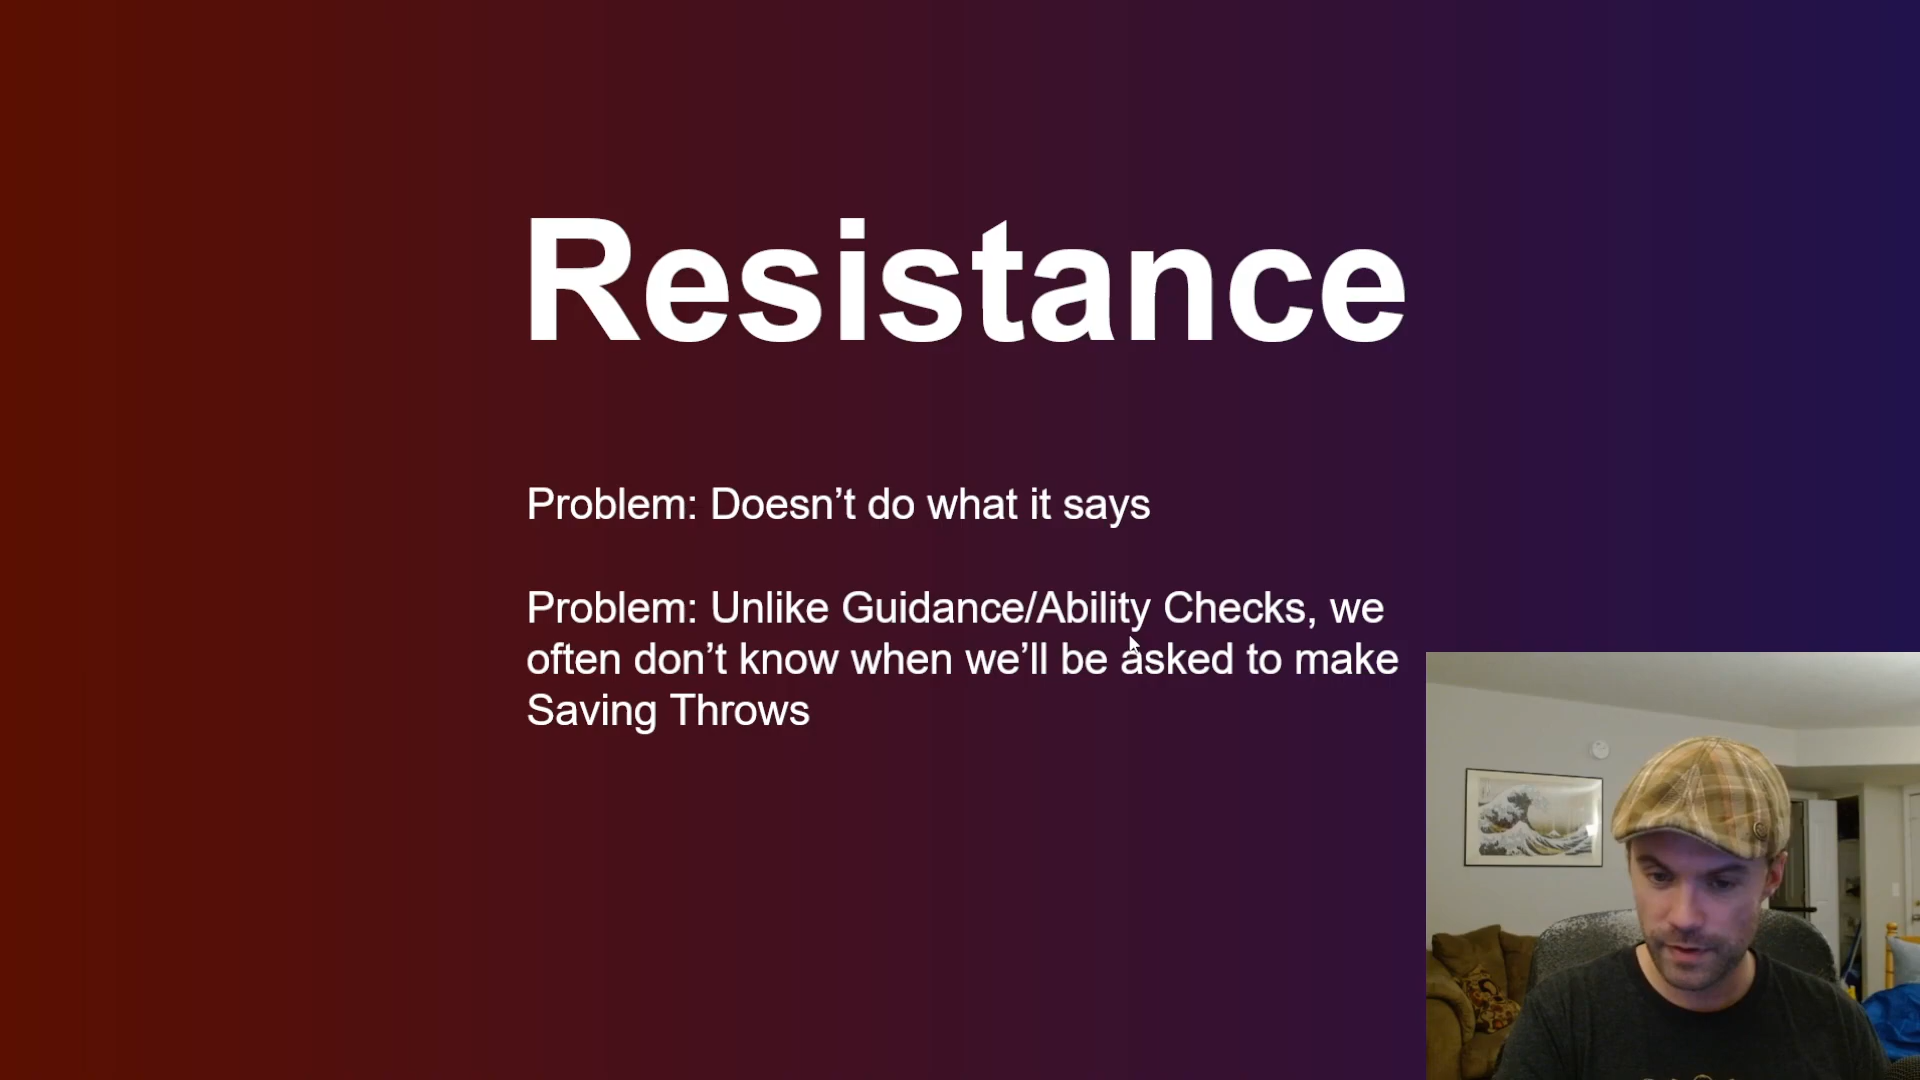 Resistance
Problem: Doesn’t do what it says
Problem: Unlike Guidance/Ability Checks, we
often don’t know when we’ll be asked to make
Saving Throws